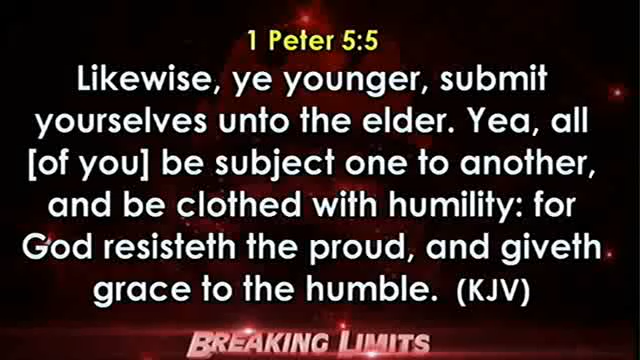 1 Peter 5:5
Likewise, ye younger, submit
yourselves unto the elder. Yea, all
[of you] be subject one to another,
and be clothed with humility: for
God resisteth the proud, and giveth
grace to the humble. (KJV)
BREAKING LIMITS